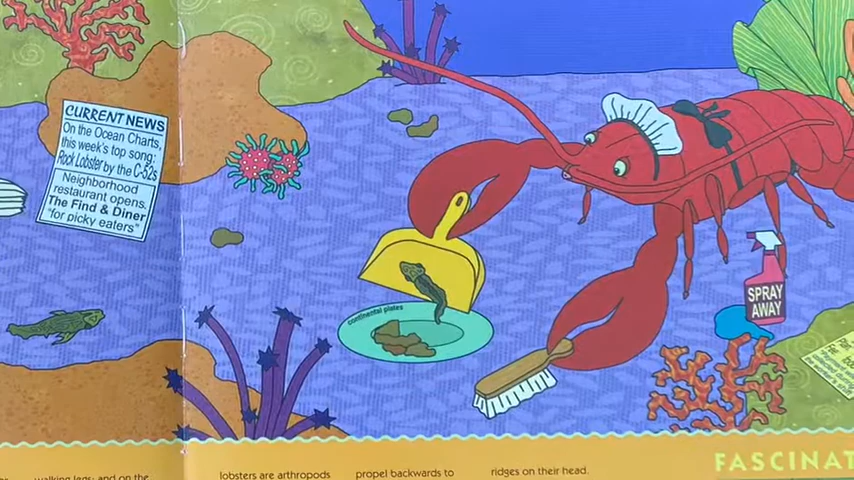 CURRENT NEWS
On the Ocean Charts,
this week's top song:
Rock Lobster by the C-52s
Neighborhood
restaurant opens,
The Find & Diner
"for picky eaters"
continental plates
SPRAY
AWAY
FASCINAT
walking legs; and on the
lobsters are arthropods
propel backwards to
ridges on their head.